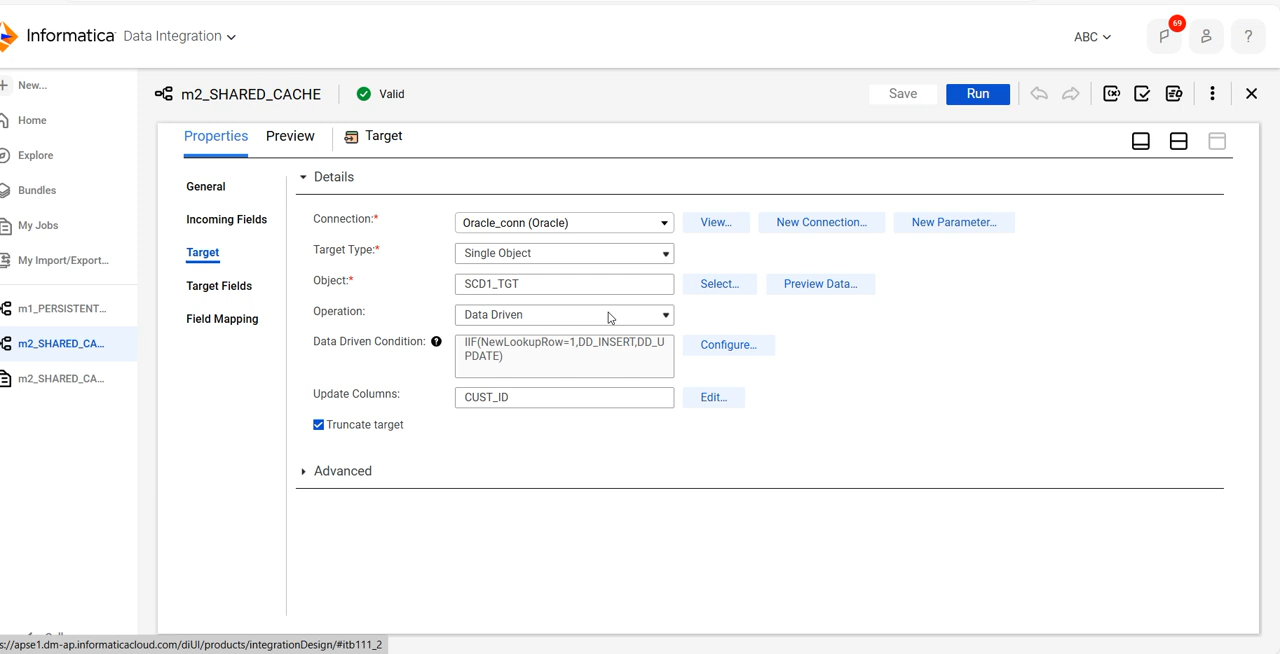 Informatica Data Integration
ABC
69
?
New...
Home
Explore
Bundles
My Jobs
My Import/Export...
m1_PERSISTENT...
m2_SHARED_CA...
m2_SHARED_CA...
m2_SHARED_CACHE
Valid
Save
Run
Properties
Preview
Target
General
Incoming Fields
Target
Target Fields
Field Mapping
Details
Connection:*
Oracle_conn (Oracle)
View...
New Connection...
New Parameter...
Target Type:*
Single Object
Object:*
SCD1_TGT
Select...
Preview Data...
Operation:
Data Driven
Data Driven Condition: ?
IIF(NewLookupRow=1,DD_INSERT,DD_U
PDATE)
Configure...
Update Columns:
CUST_ID
Edit...
Truncate target
Advanced
s://apse1.dm-ap.informaticacloud.com/diUI/products/integrationDesign/#itb111_2